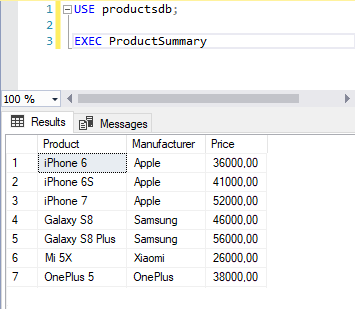 1 USE productsdb;
2
3 EXEC ProductSummary
100 %
Results Messages
Product Manufacturer Price
1 iPhone 6 Apple 36000,00
2 iPhone 6S Apple 41000,00
3 iPhone 7 Apple 52000,00
4 Galaxy S8 Samsung 46000,00
5 Galaxy S8 Plus Samsung 56000,00
6 Mi 5X Xiaomi 26000,00
7 OnePlus 5 OnePlus 38000,00